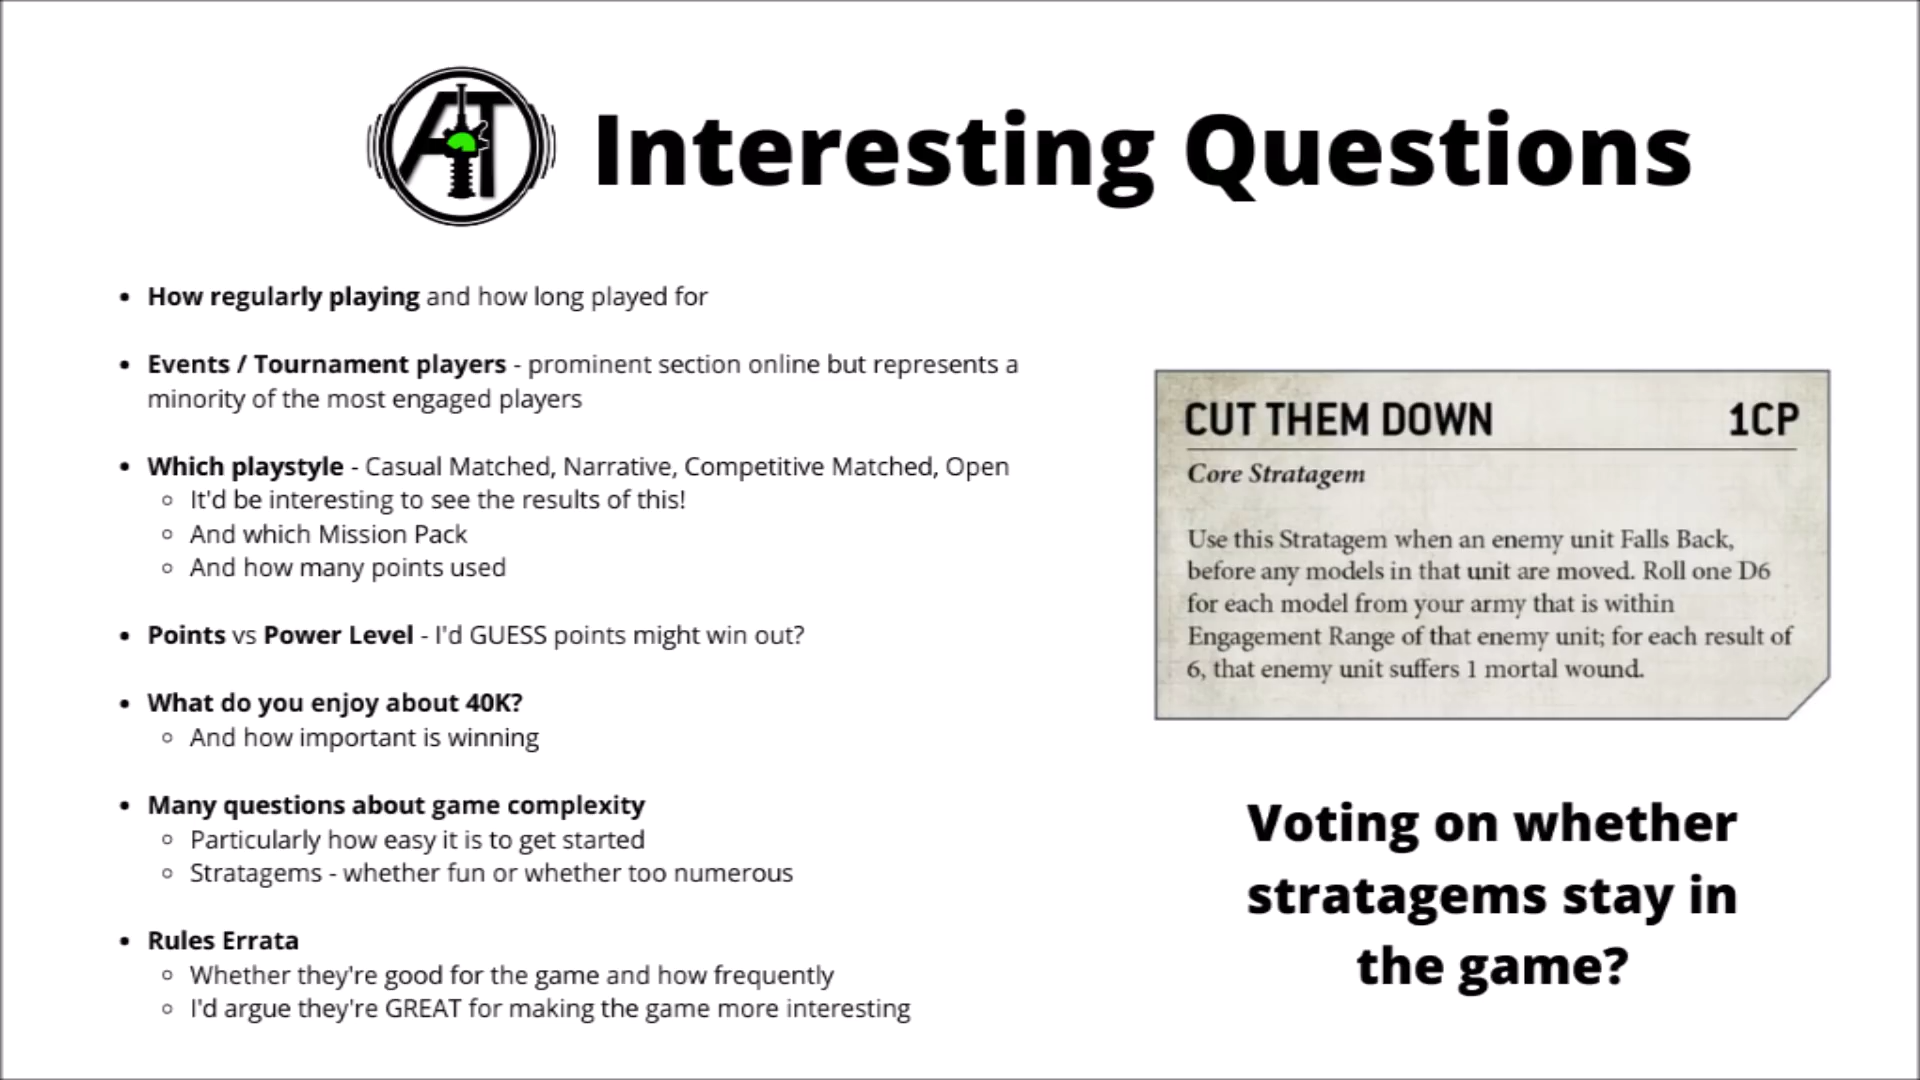 AT
Interesting Questions
• How regularly playing and how long played for
• Events / Tournament players - prominent section online but represents a
minority of the most engaged players
• Which playstyle - Casual Matched, Narrative, Competitive Matched, Open
◦ It'd be interesting to see the results of this!
◦ And which Mission Pack
◦ And how many points used
• Points vs Power Level - I'd GUESS points might win out?
• What do you enjoy about 40K?
◦ And how important is winning
• Many questions about game complexity
◦ Particularly how easy it is to get started
◦ Stratagems - whether fun or whether too numerous
• Rules Errata
◦ Whether they're good for the game and how frequently
◦ I'd argue they're GREAT for making the game more interesting
CUT THEM DOWN 1CP
Core Stratagem
Use this Stratagem when an enemy unit Falls Back,
before any models in that unit are moved. Roll one D6
for each model from your army that is within
Engagement Range of that enemy unit; for each result of
6, that enemy unit suffers 1 mortal wound.
Voting on whether
stratagems stay in
the game?